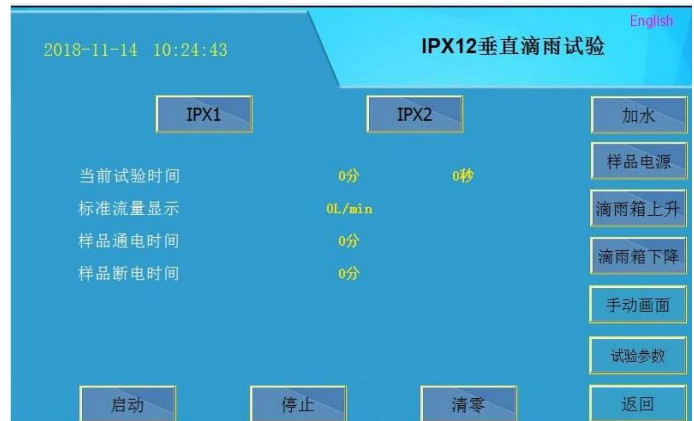 English
2018-11-14 10:24:43
IPX12垂直滴雨试验
IPX1 IPX2 加水
样品电源
当前试验时间 0分 0秒
标准流量显示 0L/min 滴雨箱上升
样品通电时间 0分
滴雨箱下降
样品断电时间 0分
手动画面
试验参数
启动 停止 清零 返回